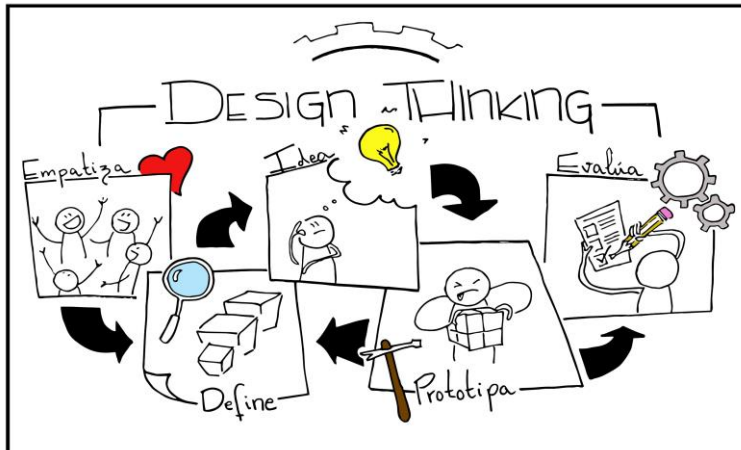 DESIGN THINKING
Empatiza
Idea
Evalúa
Define
Prototipa